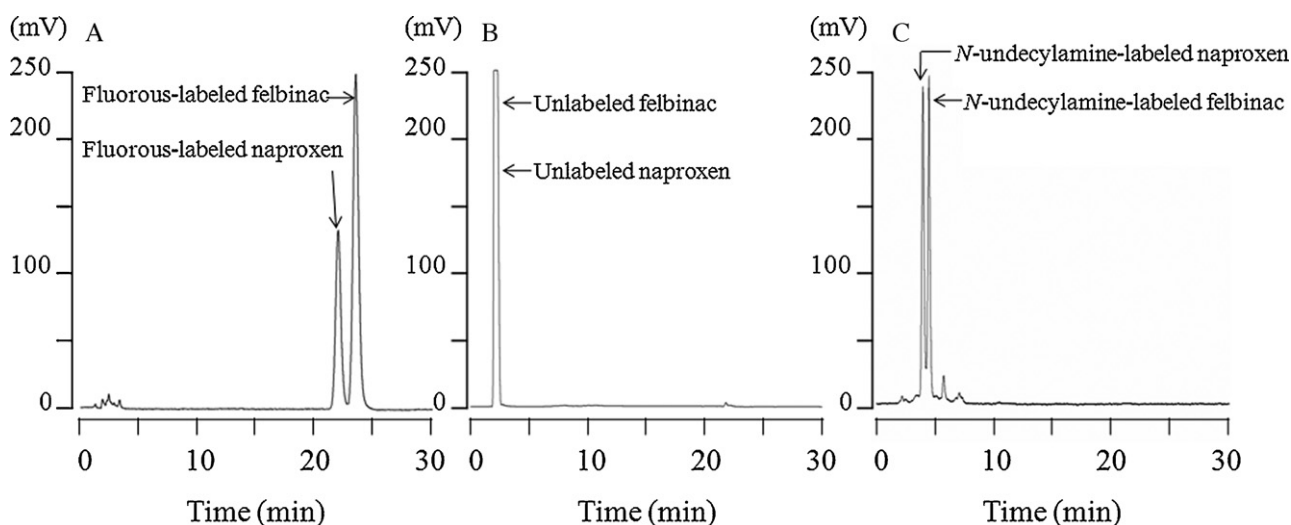 (mV) A
250
Fluorous-labeled felbinac
200
Fluorous-labeled naproxen
100
0
0 10 20 30
Time (min)
(mV) B
250
Unlabeled felbinac
200
Unlabeled naproxen
100
0
0 10 20 30
Time (min)
(mV) C
N-undecylamine-labeled naproxen
250
N-undecylamine-labeled felbinac
200
100
0
0 10 20 30
Time (min)